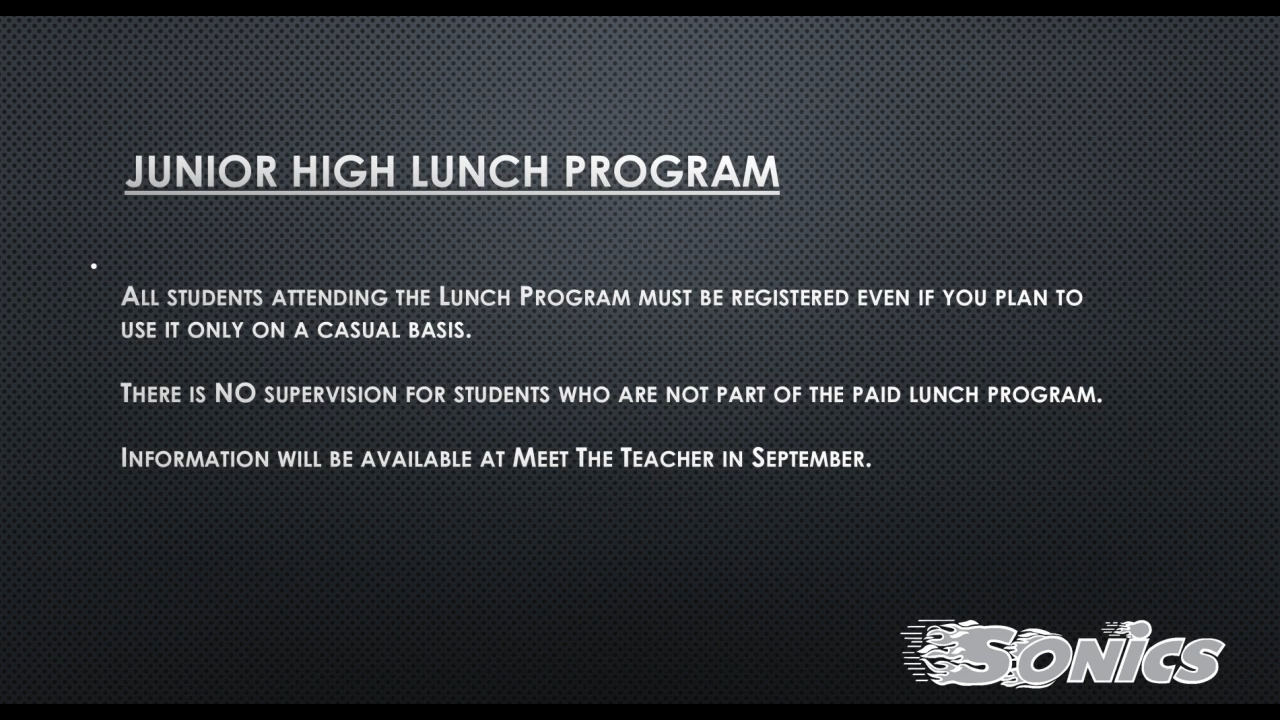 JUNIOR HIGH LUNCH PROGRAM
•
ALL STUDENTS ATTENDING THE LUNCH PROGRAM MUST BE REGISTERED EVEN IF YOU PLAN TO
USE IT ONLY ON A CASUAL BASIS.
THERE IS NO SUPERVISION FOR STUDENTS WHO ARE NOT PART OF THE PAID LUNCH PROGRAM.
INFORMATION WILL BE AVAILABLE AT MEET THE TEACHER IN SEPTEMBER.
SONiCS